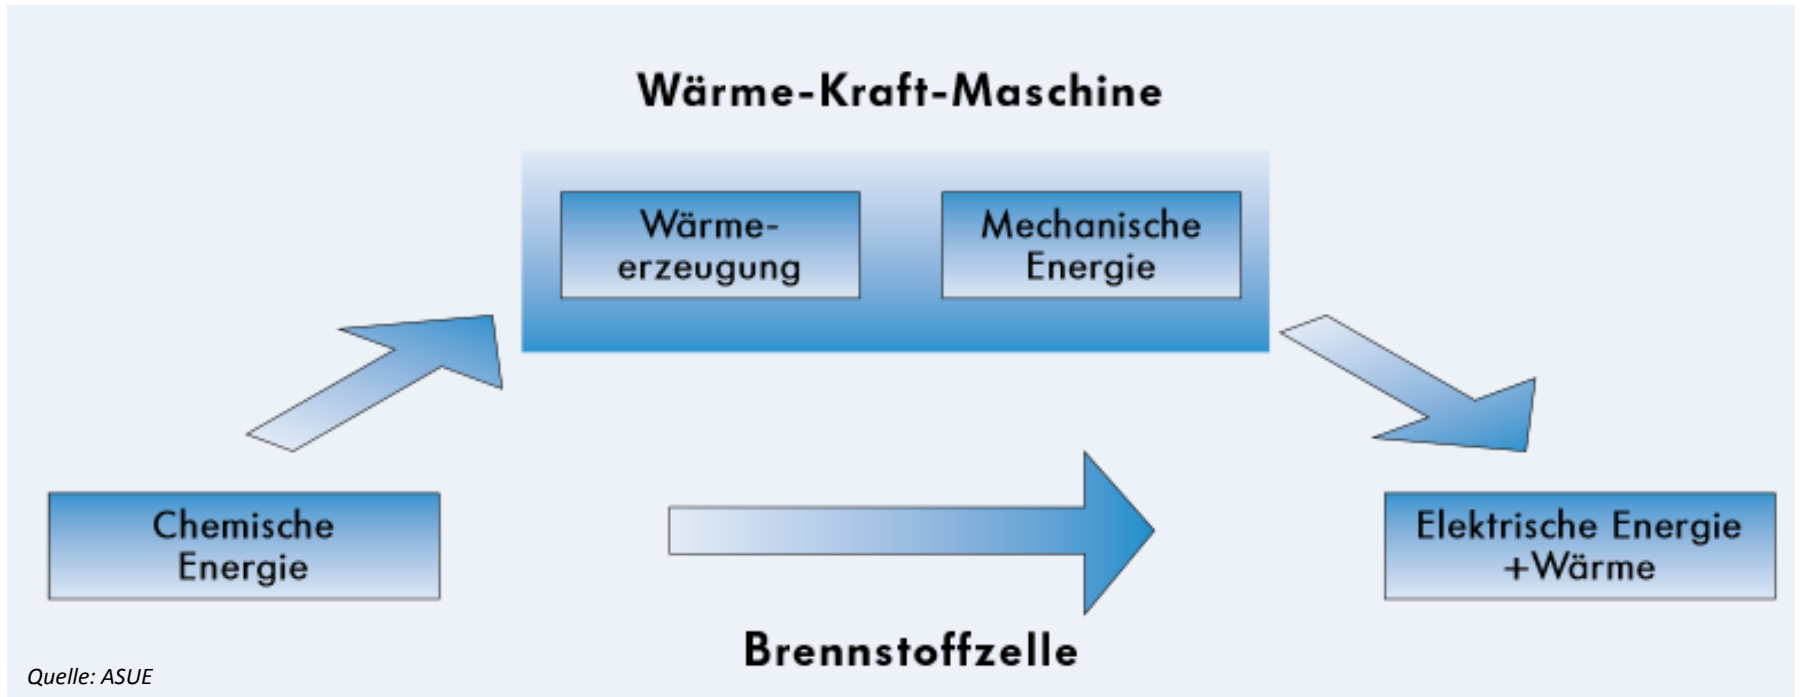 Wärme-Kraft-Maschine
Wärme-
erzeugung
Mechanische
Energie
Chemische
Energie
Elektrische Energie
+Wärme
Brennstoffzelle
Quelle: ASUE